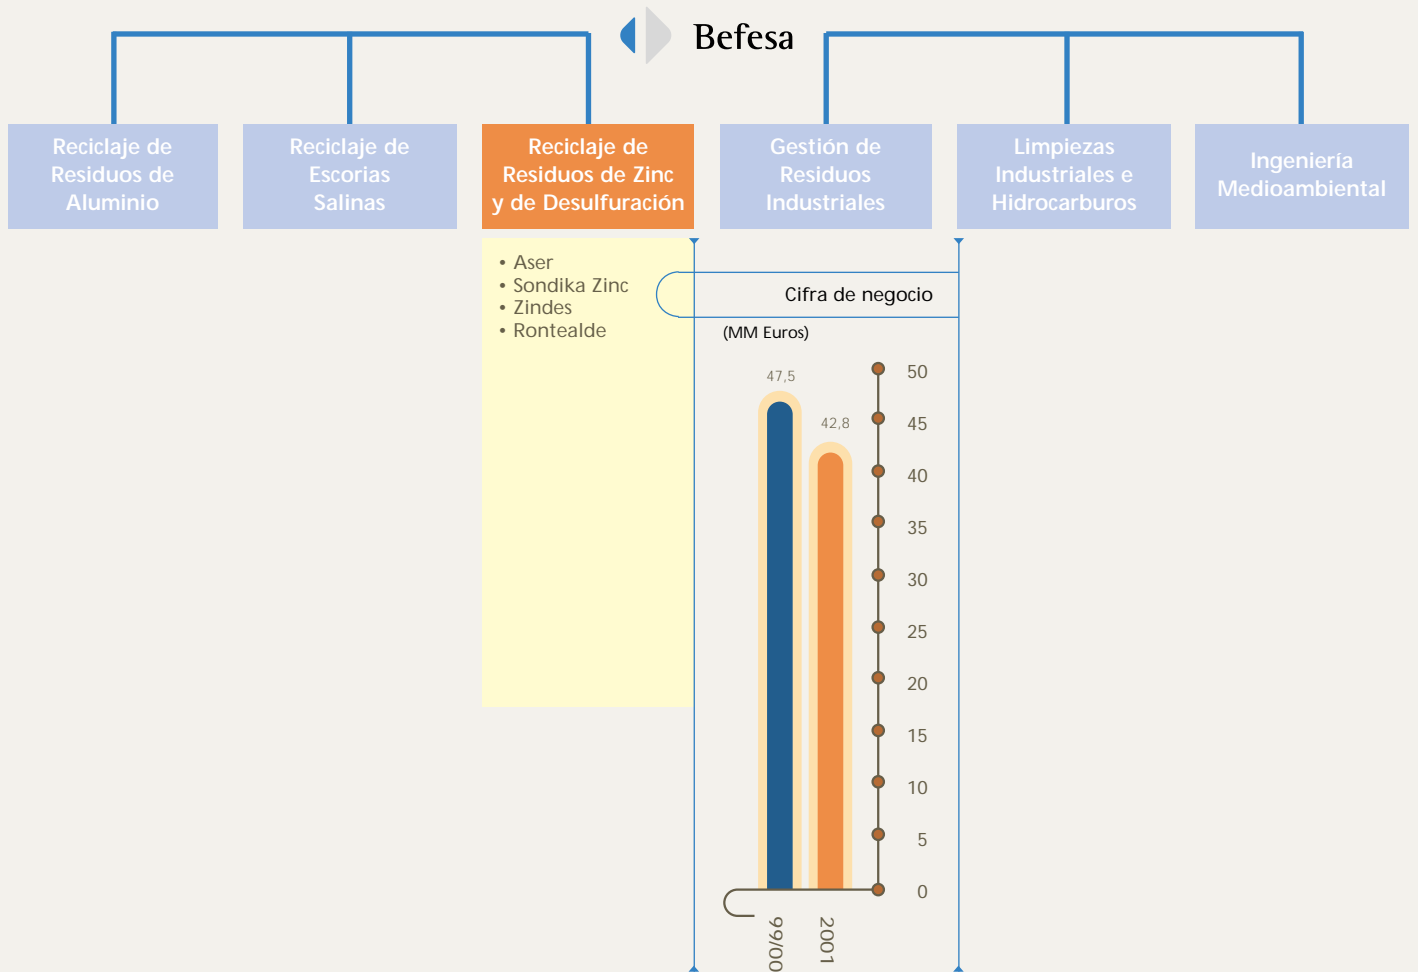 Befesa
Reciclaje de
Residuos de
Aluminio
Reciclaje de
Escorias
Salinas
Reciclaje de
Residuos de Zinc
y de Desulfuración
Gestión de
Residuos
Industriales
Limpiezas
Industriales e
Hidrocarburos
Ingeniería
Medioambiental
• Aser
• Sondika Zinc
• Zindes
• Rontealde
Cifra de negocio
(MM Euros)
47,5
42,8
50
45
40
35
30
25
20
15
10
5
0
99/00
2001